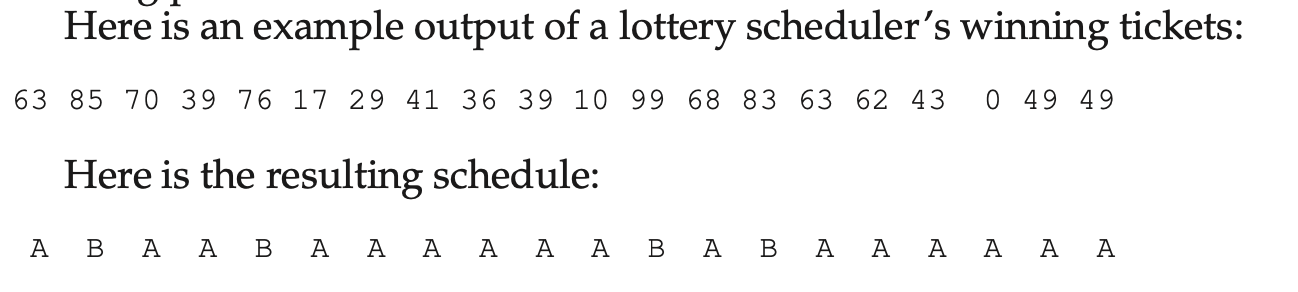 Here is an example output of a lottery scheduler's winning tickets:
63 85 70 39 76 17 29 41 36 39 10 99 68 83 63 62 43 0 49 49
Here is the resulting schedule:
A B A A B A A A A A A B A B A A A A A A